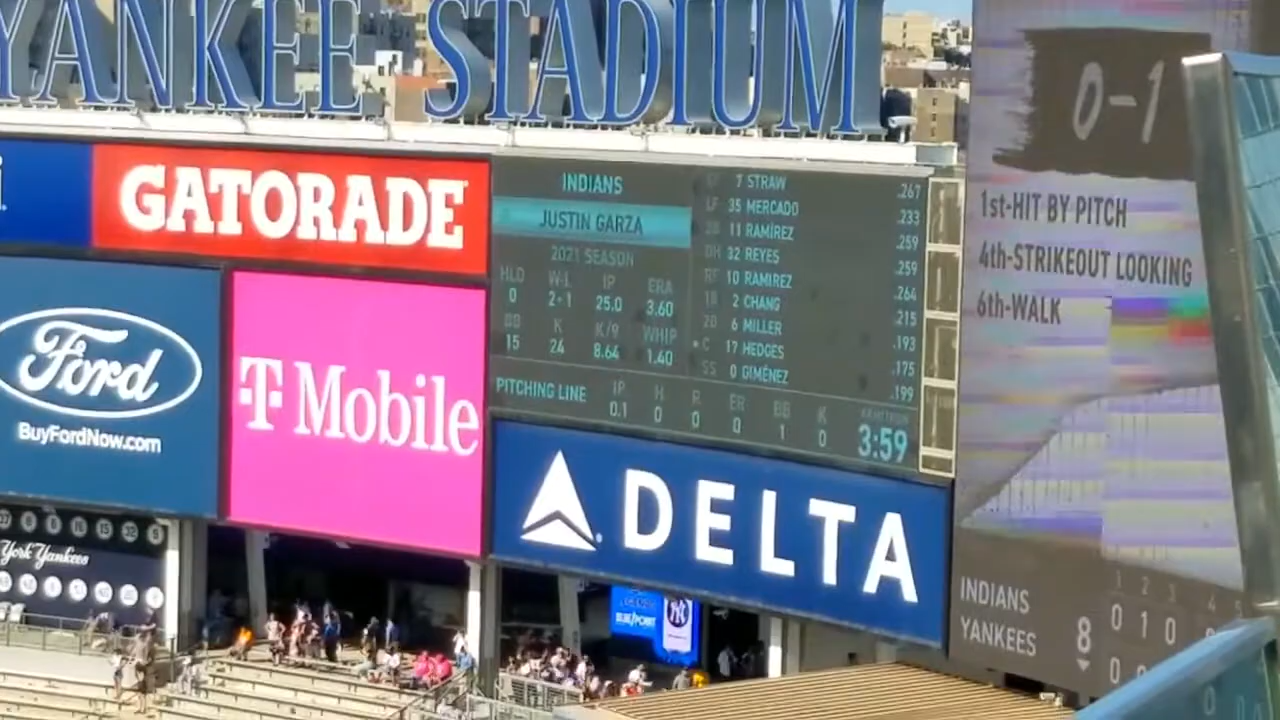 YANKEE STADIUM
GATORADE
Ford
BuyFordNow.com
T Mobile
INDIANS
JUSTIN GARZA
2021 SEASON
HLD W-L IP ERA
0 2-1 25.0 3.60
BB K K/9 WHIP
15 24 8.64 1.40
PITCHING LINE
IP H R ER BB K
0.1 0 0 0 1 0
7 STRAW .267
LF 35 MERCADO .233
11 RAMÍREZ .259
DH 32 REYES .259
RF 10 RAMIREZ .264
1B 2 CHANG .215
2B 6 MILLER .193
C 17 HEDGES .175
SS 0 GIMÉNEZ .199
3:59
DELTA
0-1
1st-HIT BY PITCH
4th-STRIKEOUT LOOKING
6th-WALK
1 2 3 4 5
INDIANS 0 1 0
YANKEES 8 0
New York Yankees